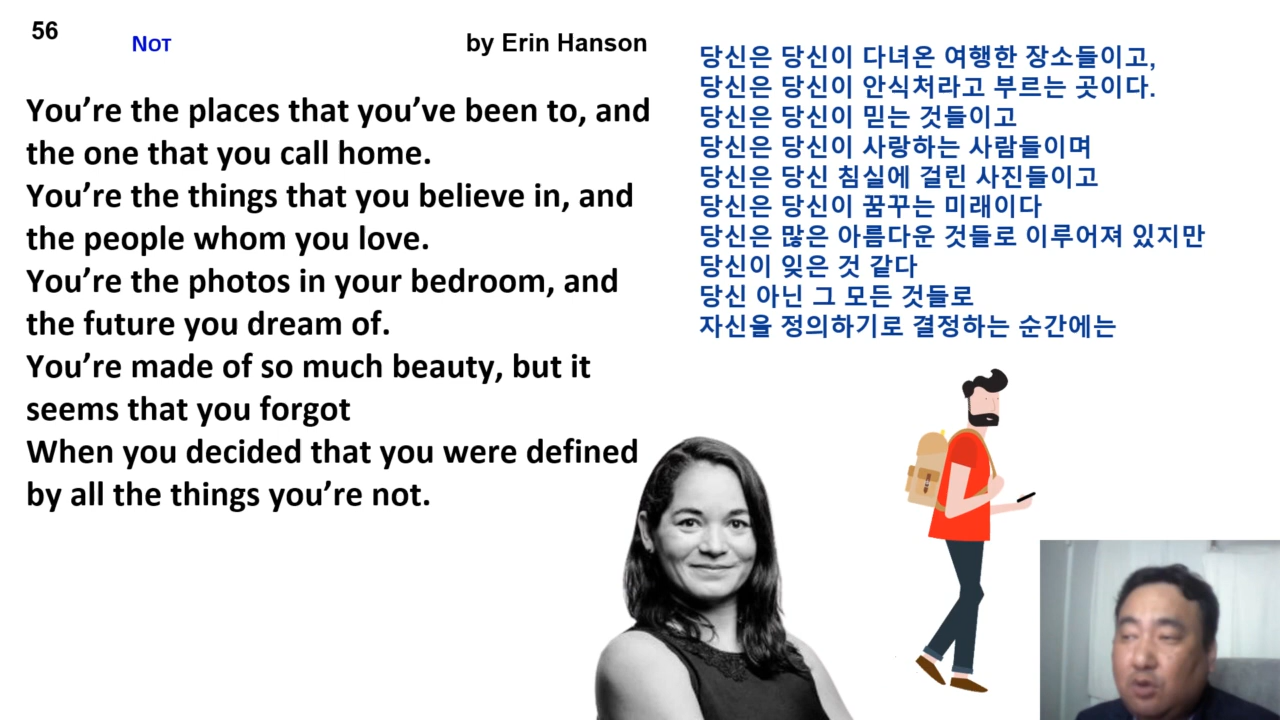 56
NOT
by Erin Hanson
You’re the places that you’ve been to, and
the one that you call home.
You’re the things that you believe in, and
the people whom you love.
You’re the photos in your bedroom, and
the future you dream of.
You’re made of so much beauty, but it
seems that you forgot
When you decided that you were defined
by all the things you’re not.
당신은 당신이 다녀온 여행한 장소들이고,
당신은 당신이 안식처라고 부르는 곳이다.
당신은 당신이 믿는 것들이고
당신은 당신이 사랑하는 사람들이며
당신은 당신 침실에 걸린 사진들이고
당신은 당신이 꿈꾸는 미래이다
당신은 많은 아름다운 것들로 이루어져 있지만
당신이 잊은 것 같다
당신 아닌 그 모든 것들로
자신을 정의하기로 결정하는 순간에는